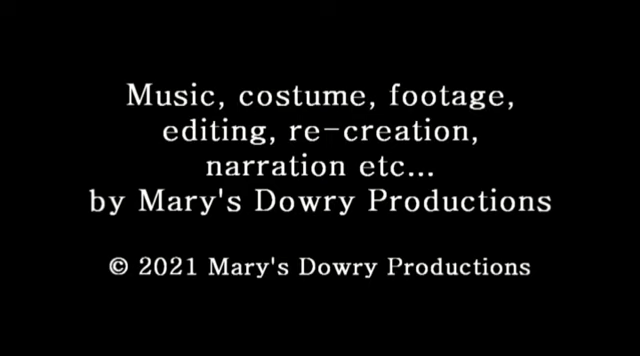 Music, costume, footage,
editing, re-creation,
narration etc...
by Mary's Dowry Productions
© 2021 Mary's Dowry Productions